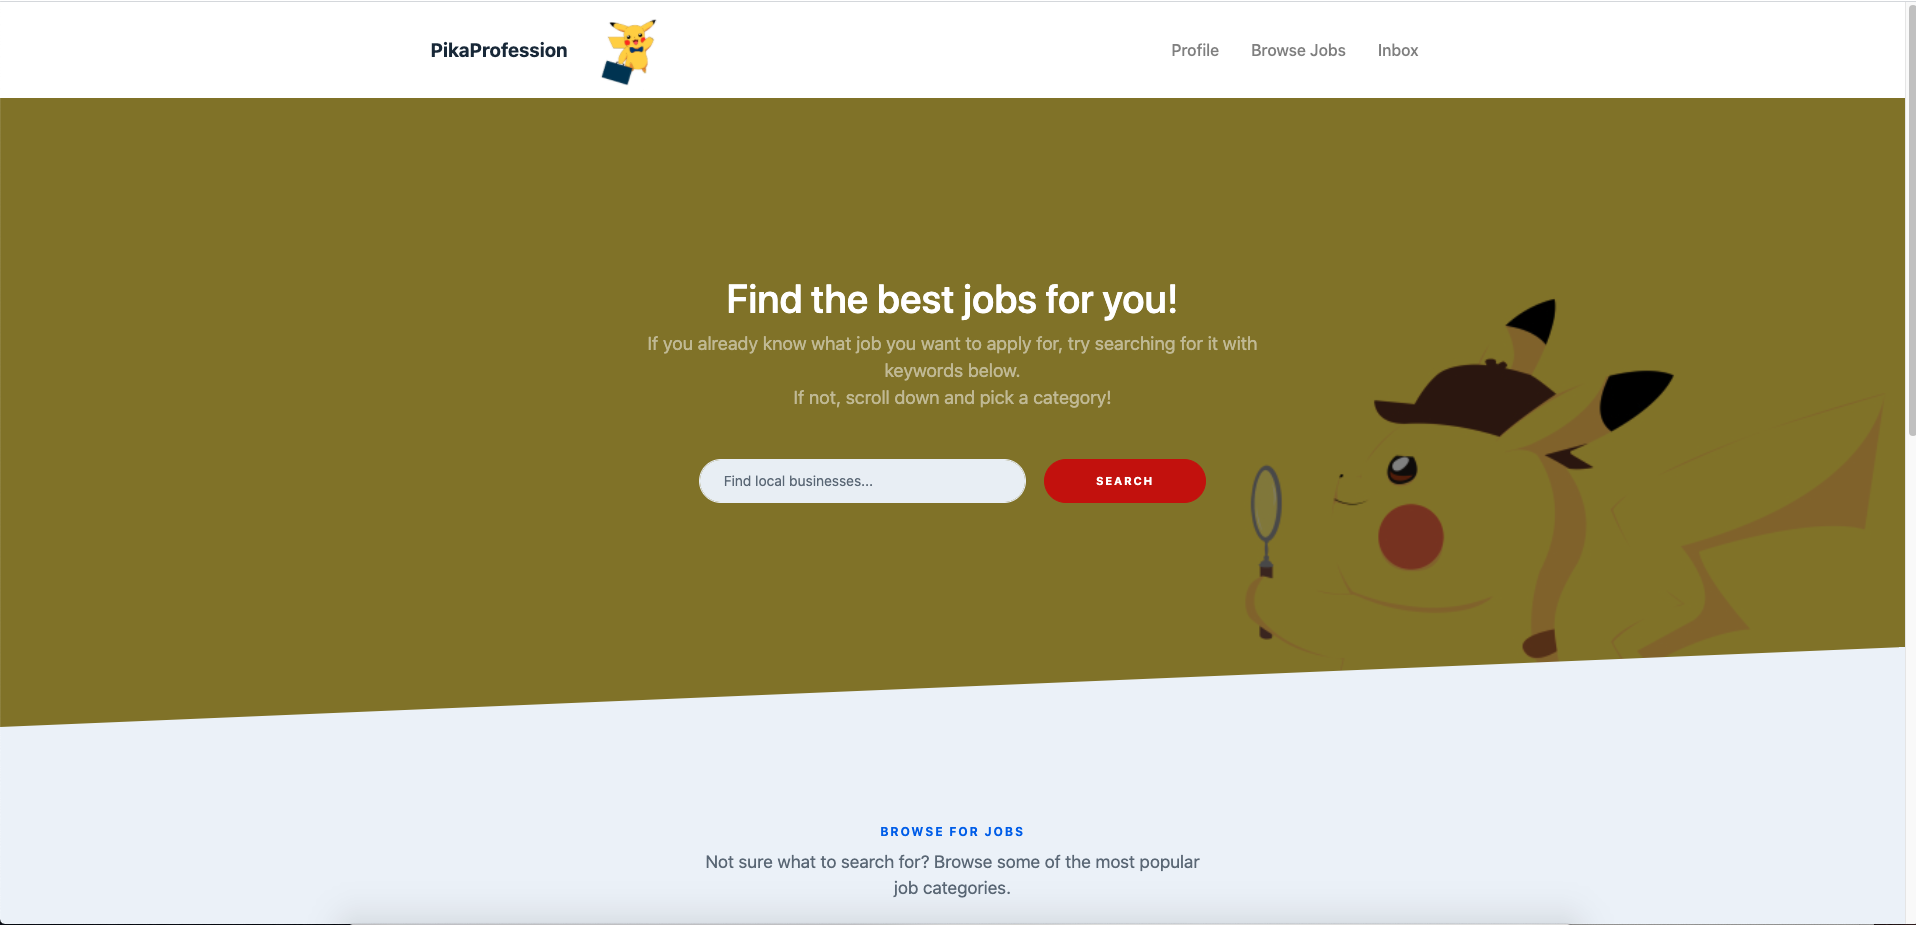 PikaProfession
Profile Browse Jobs Inbox
Find the best jobs for you!
If you already know what job you want to apply for, try searching for it with
keywords below.
If not, scroll down and pick a category!
Find local businesses... SEARCH
BROWSE FOR JOBS
Not sure what to search for? Browse some of the most popular
job categories.